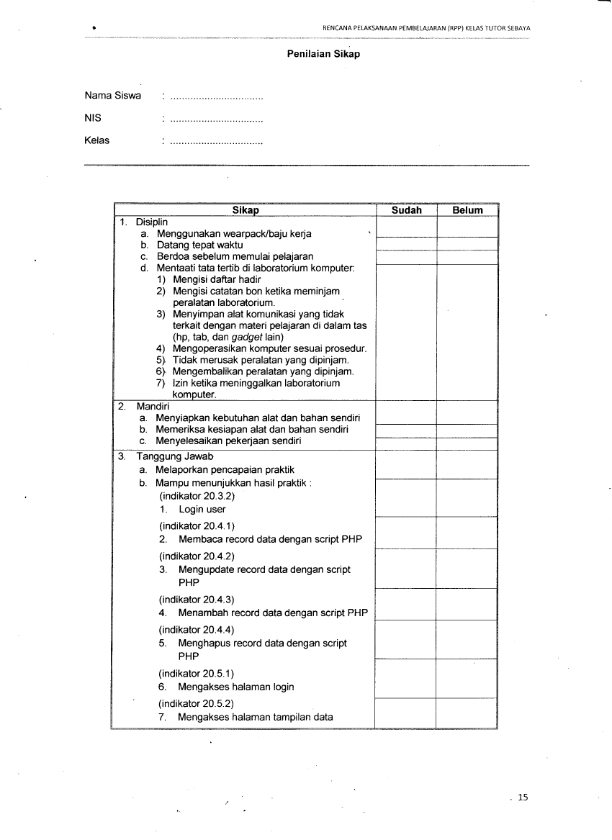 RENCANA PELAKSANAAN PEMBELAJARAN (RPP) KELAS TUTOR SEBAYA
Penilaian Sikap
Nama Siswa : ................................
NIS : .................................
Kelas : .................................
Sikap Sudah Belum
1. Disiplin
a. Menggunakan wearpack/baju kerja
b. Datang tepat waktu
c. Berdoa sebelum memulai pelajaran
d. Mentaati tata tertib di laboratorium komputer:
1) Mengisi daftar hadir
2) Mengisi catatan bon ketika meminjam
peralatan laboratorium.
3) Menyimpan alat komunikasi yang tidak
terkait dengan materi pelajaran di dalam tas
(hp, tab, dan gadget lain)
4) Mengoperasikan komputer sesuai prosedur.
5) Tidak merusak peralatan yang dipinjam.
6) Mengembalikan peralatan yang dipinjam.
7) Izin ketika meninggalkan laboratorium
komputer.
2. Mandiri
a. Menyiapkan kebutuhan alat dan bahan sendiri
b. Memeriksa kesiapan alat dan bahan sendiri
c. Menyelesaikan pekerjaan sendiri
3. Tanggung Jawab
a. Melaporkan pencapaian praktik
b. Mampu menunjukkan hasil praktik :
(indikator 20.3.2)
1. Login user
(indikator 20.4.1)
2. Membaca record data dengan script PHP
(indikator 20.4.2)
3. Mengupdate record data dengan script
PHP
(indikator 20.4.3)
4. Menambah record data dengan script PHP
(indikator 20.4.4)
5. Menghapus record data dengan script
PHP
(indikator 20.5.1)
6. Mengakses halaman login
(indikator 20.5.2)
7. Mengakses halaman tampilan data
15